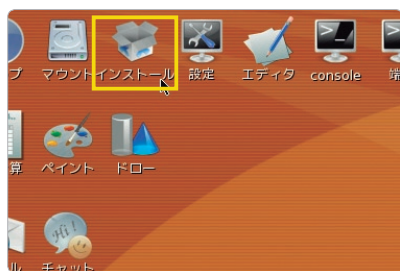 プ マウント インストール 設定 エディタ console 端
算 ペイント ドロー
Hi!
ル チャット